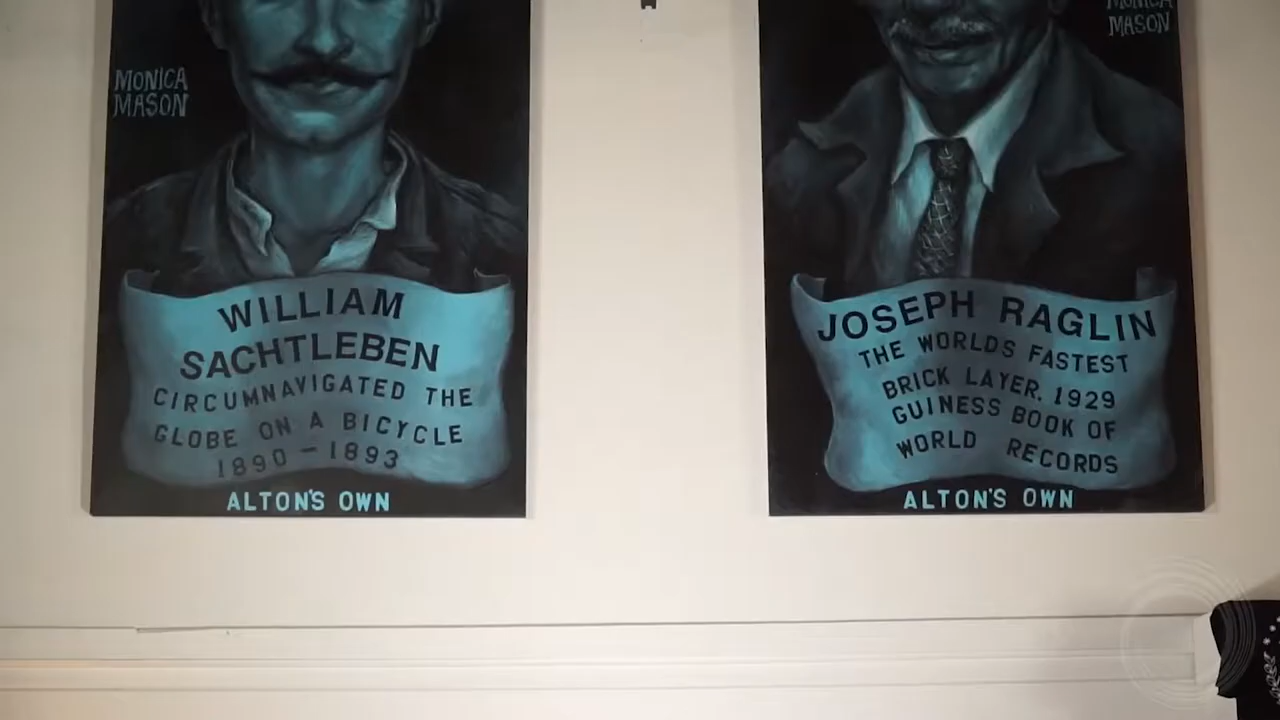 MONICA
MASON
WILLIAM
SACHTLEBEN
CIRCUMNAVIGATED THE
GLOBE ON A BICYCLE
1890 - 1893
ALTON'S OWN
MONICA
MASON
JOSEPH RAGLIN
THE WORLDS FASTEST
BRICK LAYER, 1929
GUINESS BOOK OF
WORLD RECORDS
ALTON'S OWN